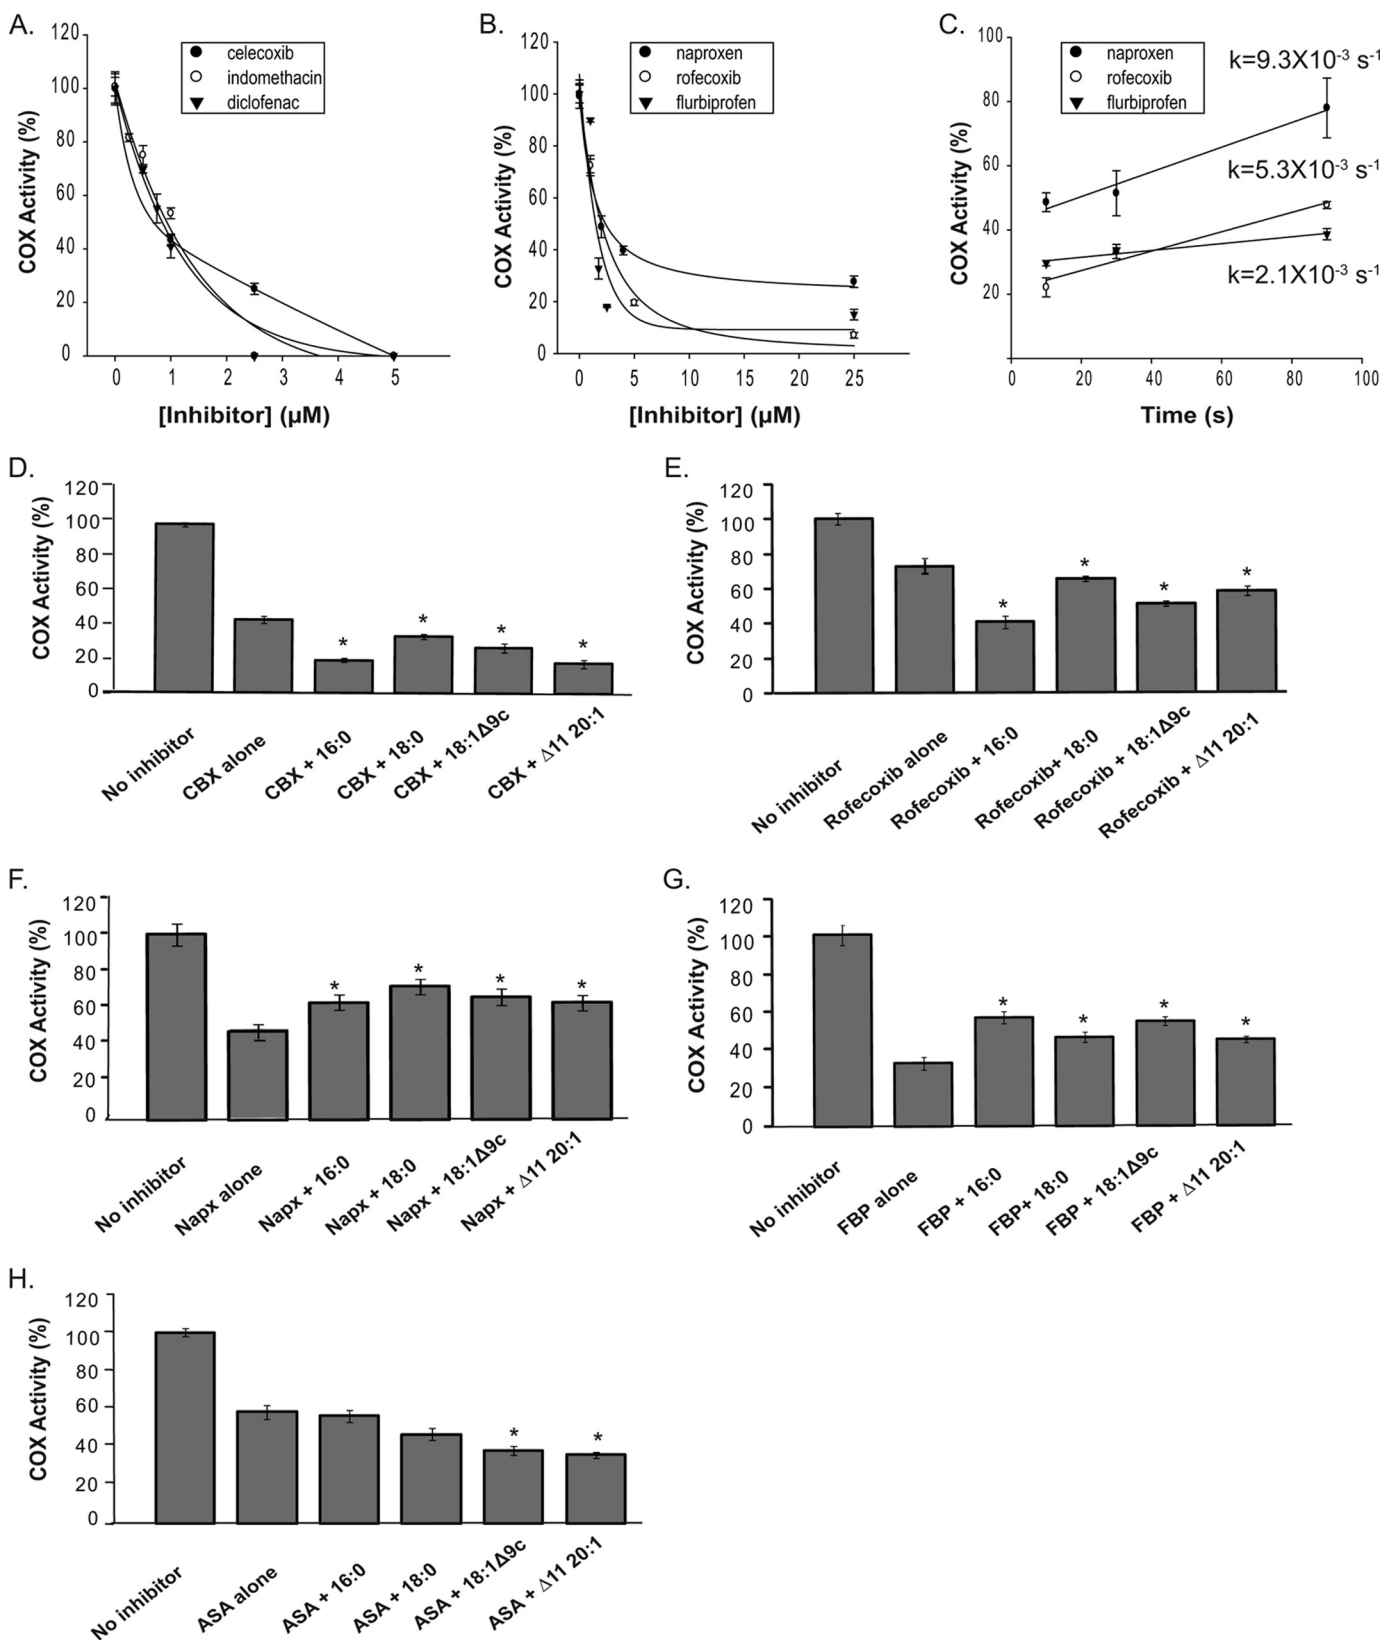 A.
120
100
80
60
40
20
0
COX Activity (%)
celecoxib
indomethacin
diclofenac
0 1 2 3 4 5
[Inhibitor] (µM)
B.
120
100
80
60
40
20
0
COX Activity (%)
naproxen
rofecoxib
flurbiprofen
0 5 10 15 20 25
[Inhibitor] (µM)
C.
100
80
60
40
20
COX Activity (%)
naproxen
rofecoxib
flurbiprofen
k=9.3X10-3 s-1
k=5.3X10-3 s-1
k=2.1X10-3 s-1
0 20 40 60 80 100
Time (s)
D.
120
100
80
60
40
20
0
COX Activity (%)
* * * *
No inhibitor
CBX alone
CBX + 16:0
CBX + 18:0
CBX + 18:1Δ9c
CBX + Δ11 20:1
E.
120
100
80
60
40
20
0
COX Activity (%)
* * * *
No inhibitor
Rofecoxib alone
Rofecoxib + 16:0
Rofecoxib+ 18:0
Rofecoxib + 18:1Δ9c
Rofecoxib + Δ11 20:1
F.
120
100
80
60
40
20
0
COX Activity (%)
* * * *
No inhibitor
Napx alone
Napx + 16:0
Napx + 18:0
Napx + 18:1Δ9c
Napx + Δ11 20:1
G.
120
100
80
60
40
20
0
COX Activity (%)
* * * *
No inhibitor
FBP alone
FBP + 16:0
FBP+ 18:0
FBP + 18:1Δ9c
FBP + Δ11 20:1
H.
120
100
80
60
40
20
0
COX Activity (%)
* *
No inhibitor
ASA alone
ASA + 16:0
ASA + 18:0
ASA + 18:1Δ9c
ASA + Δ11 20:1